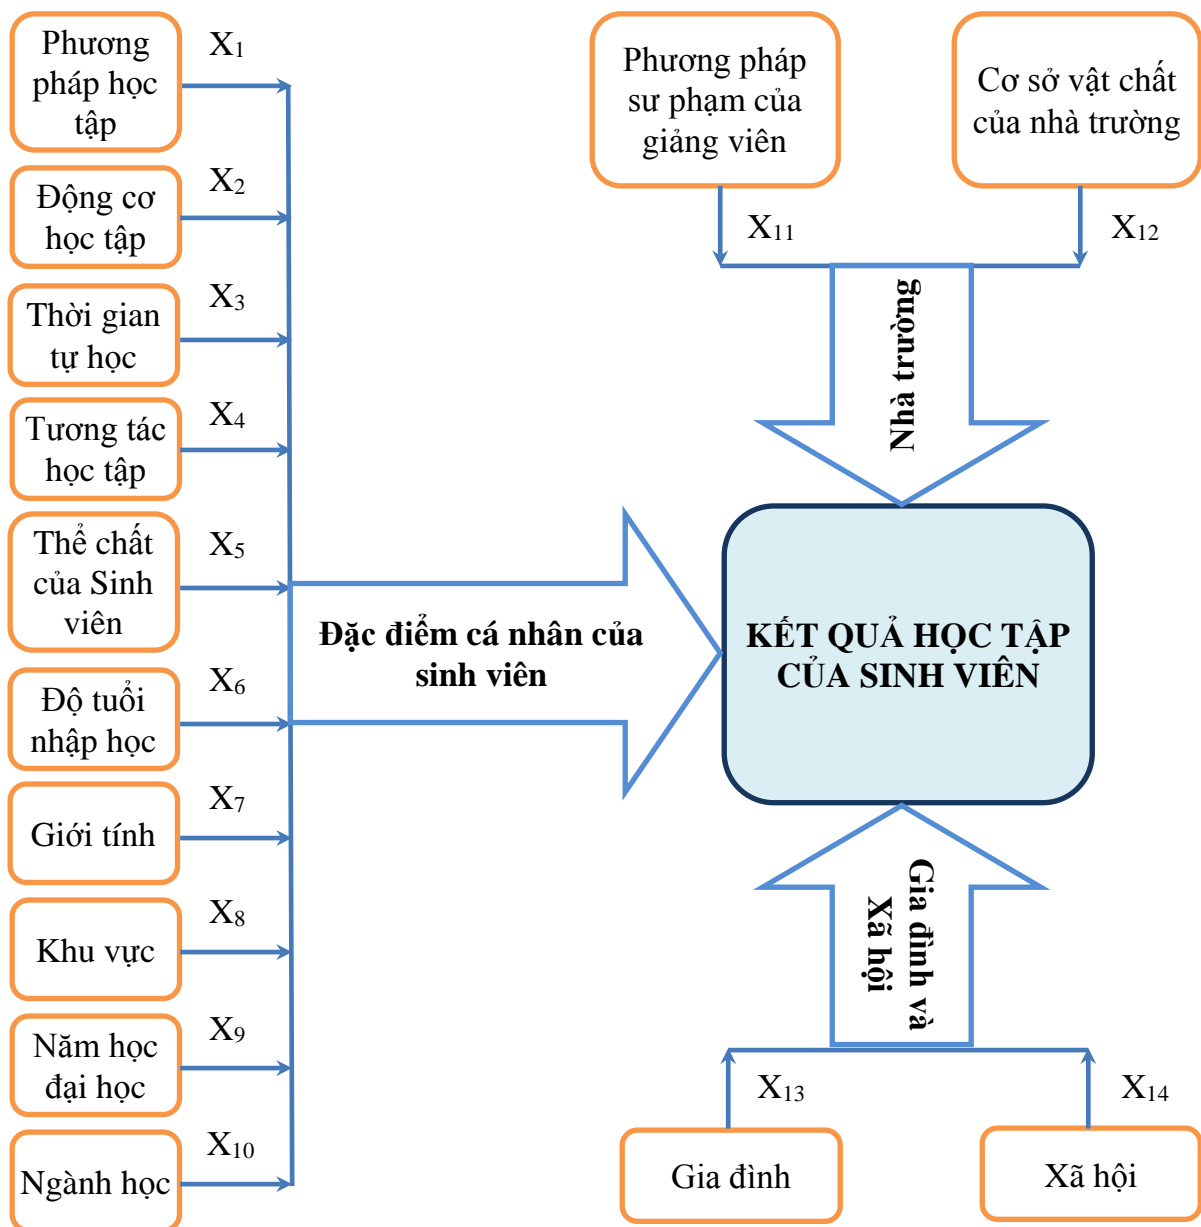 Phương
pháp học
tập
X1
Động cơ
học tập
X2
Thời gian
tự học
X3
Tương tác
học tập
X4
Thể chất
của Sinh
viên
X5
Độ tuổi
nhập học
X6
Giới tính
X7
Khu vực
X8
Năm học
đại học
X9
Ngành học
X10
Đặc điểm cá nhân của
sinh viên
Phương pháp
sư phạm của
giảng viên
X11
Cơ sở vật chất
của nhà trường
X12
Nhà trường
KẾT QUẢ HỌC TẬP
CỦA SINH VIÊN
Gia đình và
Xã hội
X13
Gia đình
X14
Xã hội